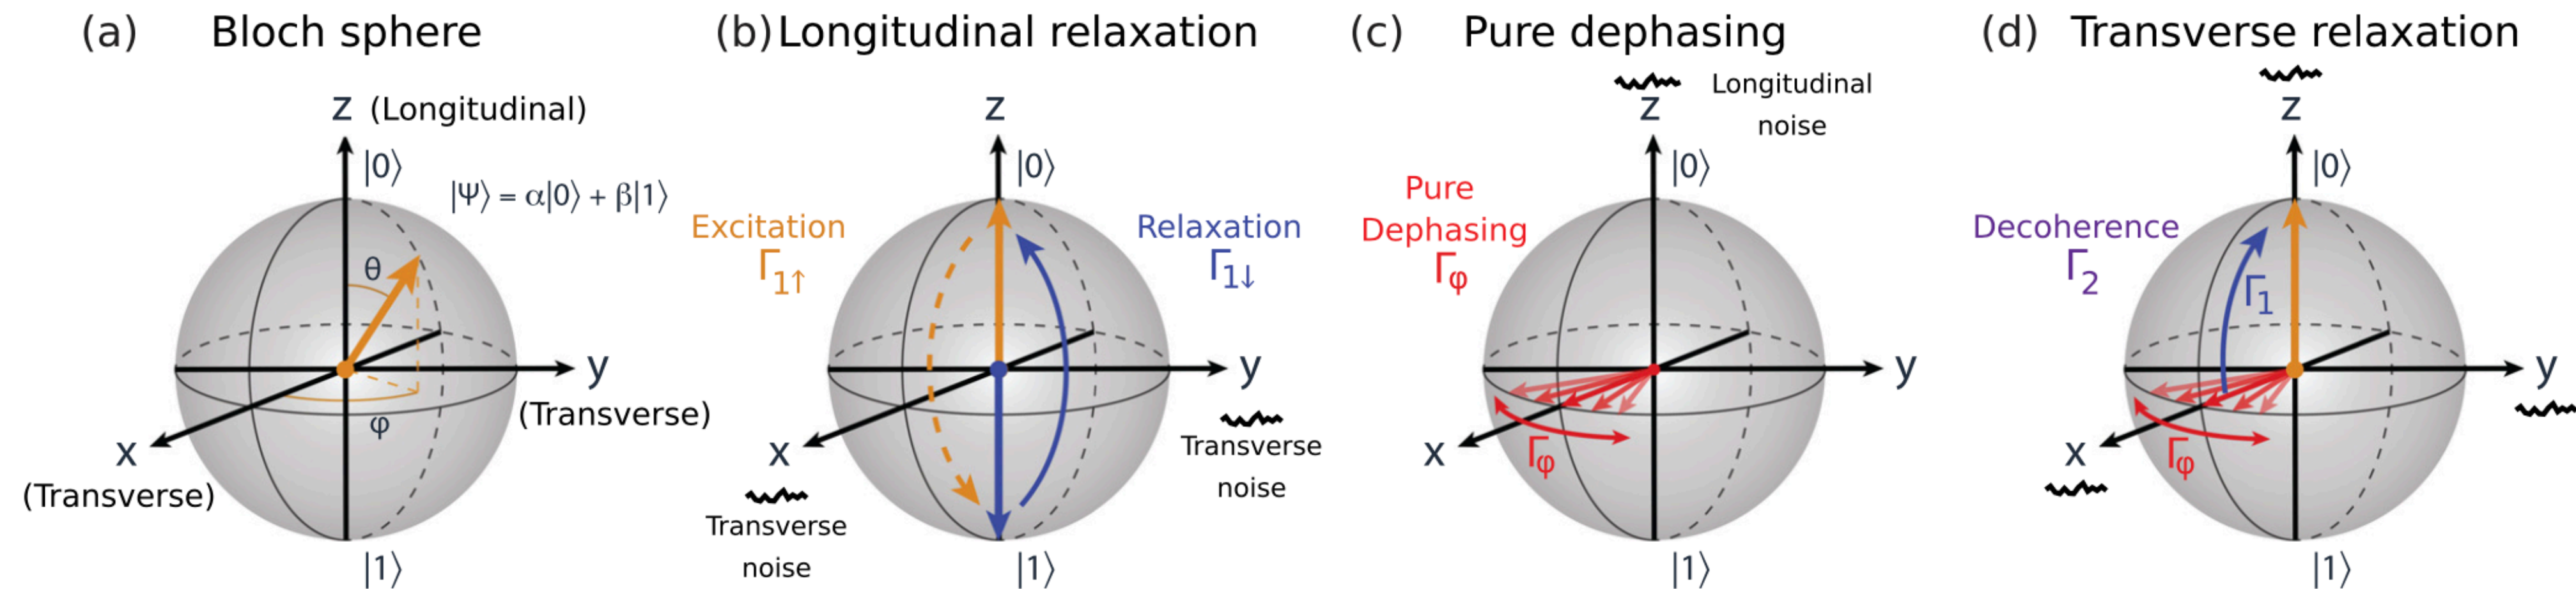 (a) Bloch sphere
z (Longitudinal)
|0⟩
|Ψ⟩ = α|0⟩ + β|1⟩
θ
y
(Transverse)
φ
x
(Transverse)
|1⟩
(b) Longitudinal relaxation
z
|0⟩
Excitation
Γ1↑
Relaxation
Γ1↓
y
Transverse
noise
x
Transverse
noise
|1⟩
(c) Pure dephasing
Longitudinal
noise
z
|0⟩
Pure
Dephasing
Γφ
y
x
Γφ
|1⟩
(d) Transverse relaxation
z
|0⟩
Decoherence
Γ2
Γ1
y
x
Γφ
|1⟩